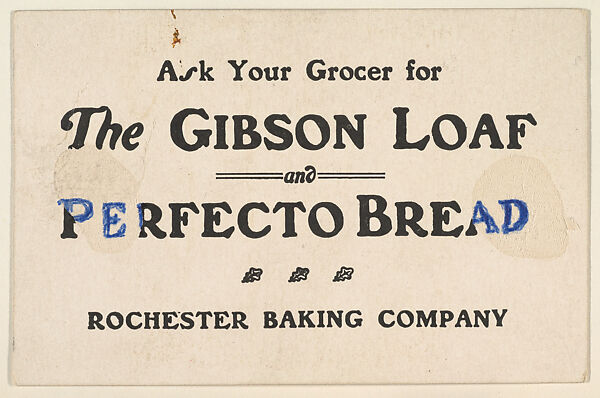 Ask Your Grocer for
The GIBSON LOAF
and
PERFECTO BREAD
ROCHESTER BAKING COMPANY